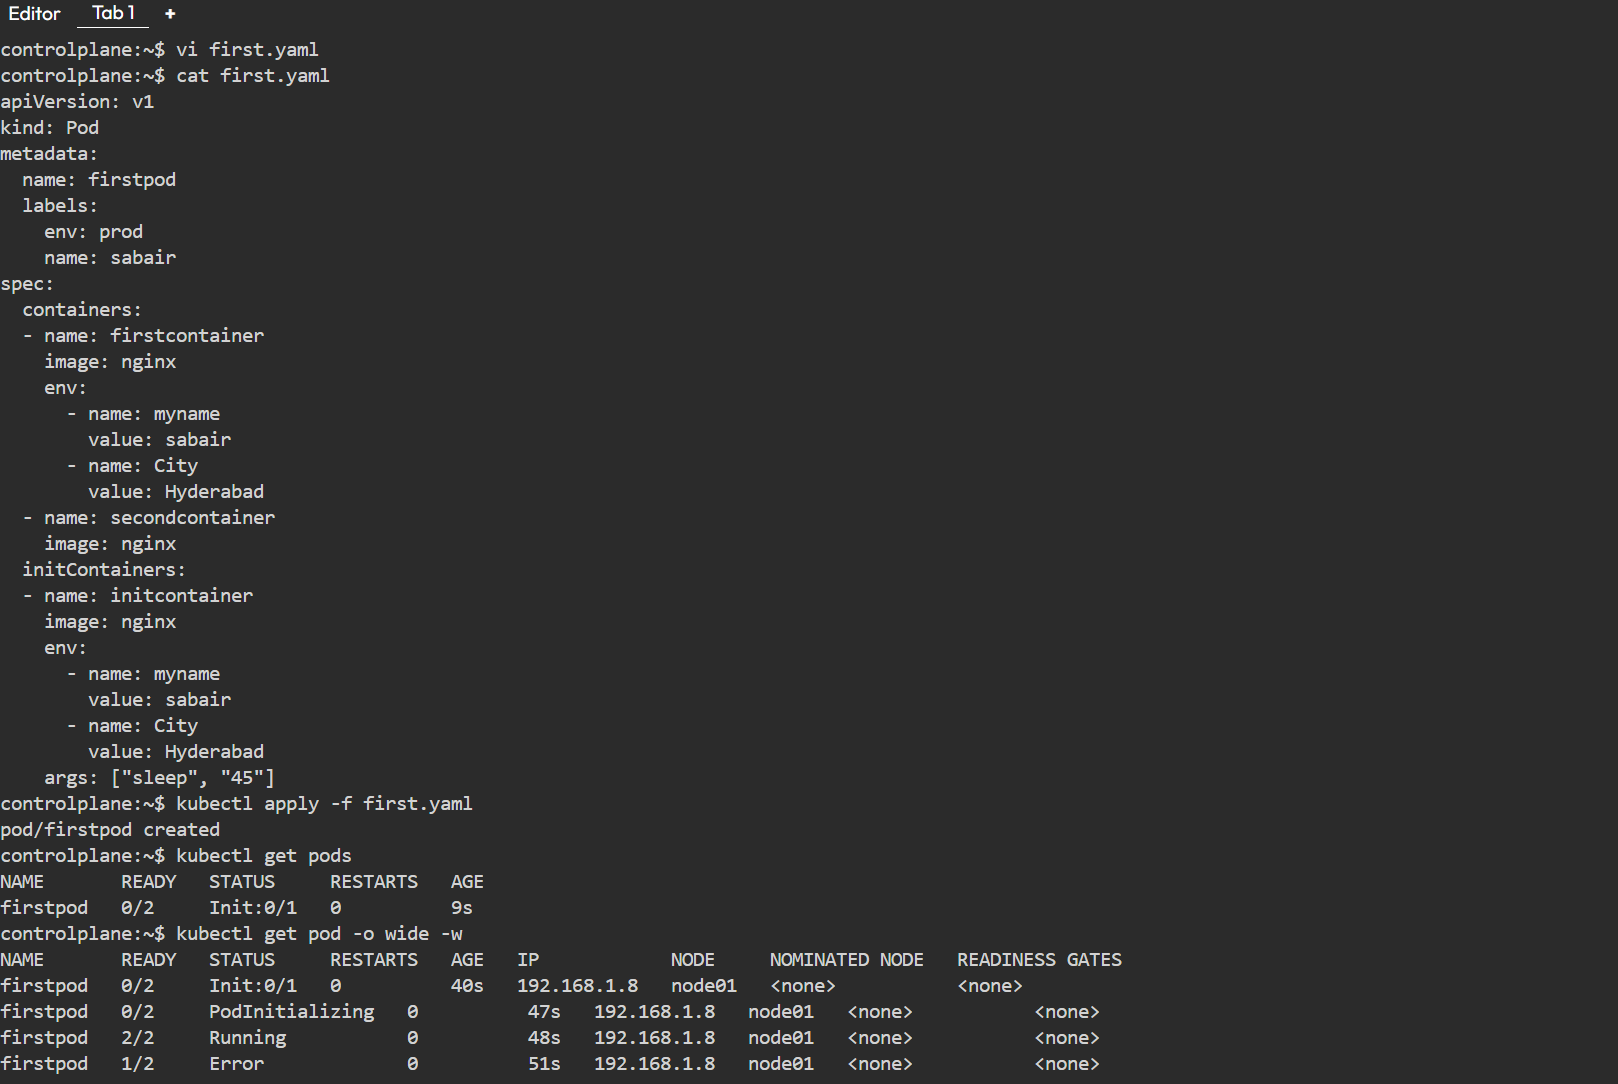 Editor Tab 1 +
controlplane:~$ vi first.yaml
controlplane:~$ cat first.yaml
apiVersion: v1
kind: Pod
metadata:
  name: firstpod
  labels:
    env: prod
    name: sabair
spec:
  containers:
  - name: firstcontainer
    image: nginx
    env:
      - name: myname
        value: sabair
      - name: City
        value: Hyderabad
  - name: secondcontainer
    image: nginx
  initContainers:
  - name: initcontainer
    image: nginx
    env:
      - name: myname
        value: sabair
      - name: City
        value: Hyderabad
    args: ["sleep", "45"]
controlplane:~$ kubectl apply -f first.yaml
pod/firstpod created
controlplane:~$ kubectl get pods
NAME       READY   STATUS     RESTARTS   AGE
firstpod   0/2     Init:0/1   0          9s
controlplane:~$ kubectl get pod -o wide -w
NAME       READY   STATUS     RESTARTS   AGE   IP            NODE     NOMINATED NODE   READINESS GATES
firstpod   0/2     Init:0/1   0          40s   192.168.1.8   node01   <none>           <none>
firstpod   0/2     PodInitializing   0          47s   192.168.1.8   node01   <none>           <none>
firstpod   2/2     Running           0          48s   192.168.1.8   node01   <none>           <none>
firstpod   1/2     Error             0          51s   192.168.1.8   node01   <none>           <none>